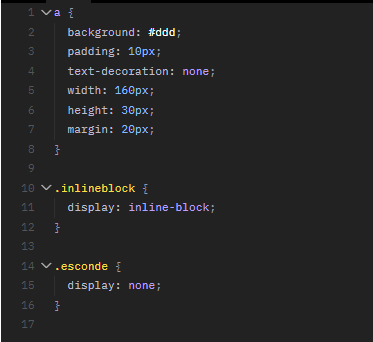 1 a {
2 background: #ddd;
3 padding: 10px;
4 text-decoration: none;
5 width: 160px;
6 height: 30px;
7 margin: 20px;
8 }
9
10 .inlineblock {
11 display: inline-block;
12 }
13
14 .esconde {
15 display: none;
16 }
17